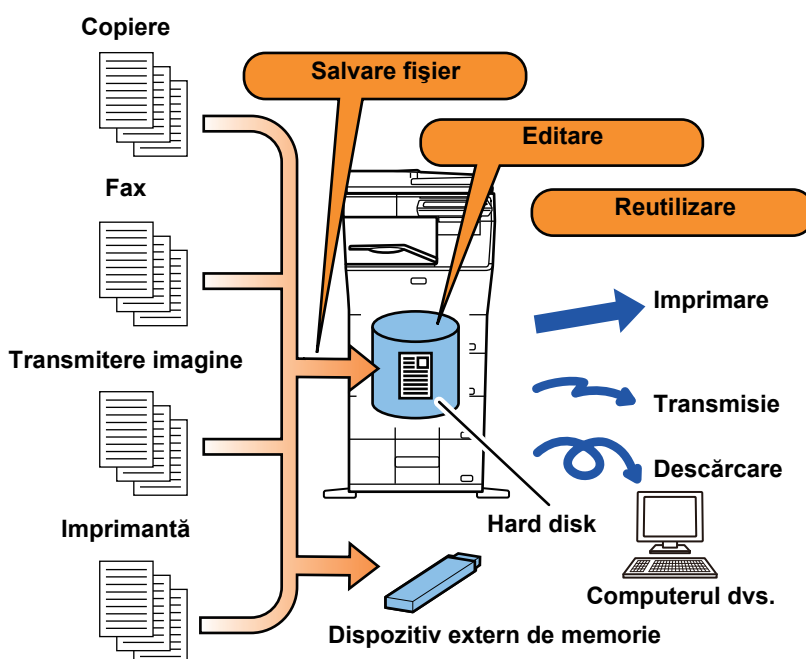 Copiere
Salvare fişier
Editare
Fax
Reutilizare
Imprimare
Transmitere imagine
Transmisie
Descărcare
Imprimantă
Hard disk
Computerul dvs.
Dispozitiv extern de memorie